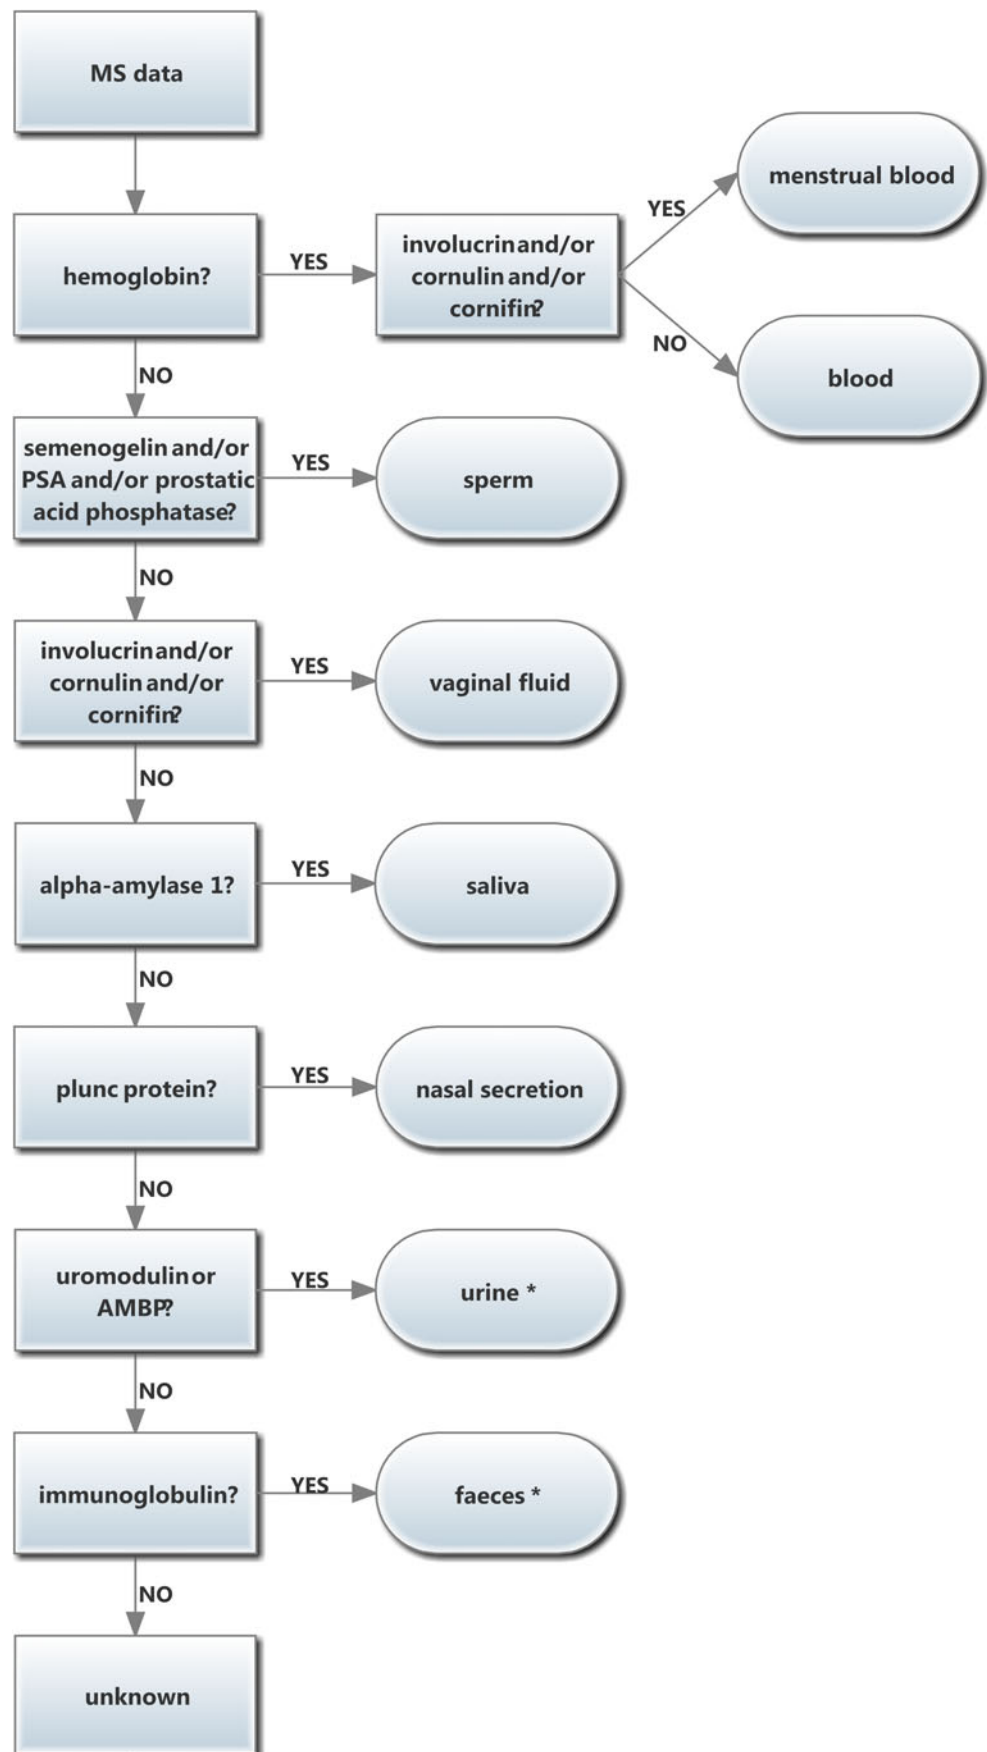 MS data
hemoglobin?
YES
involucrin and/or
cornulin and/or
cornifin?
YES
menstrual blood
NO
blood
NO
semenogelin and/or
PSA and/or prostatic
acid phosphatase?
YES
sperm
NO
involucrin and/or
cornulin and/or
cornifin?
YES
vaginal fluid
NO
alpha-amylase 1?
YES
saliva
NO
plunc protein?
YES
nasal secretion
NO
uromodulin or
AMBP?
YES
urine *
NO
immunoglobulin?
YES
faeces *
NO
unknown